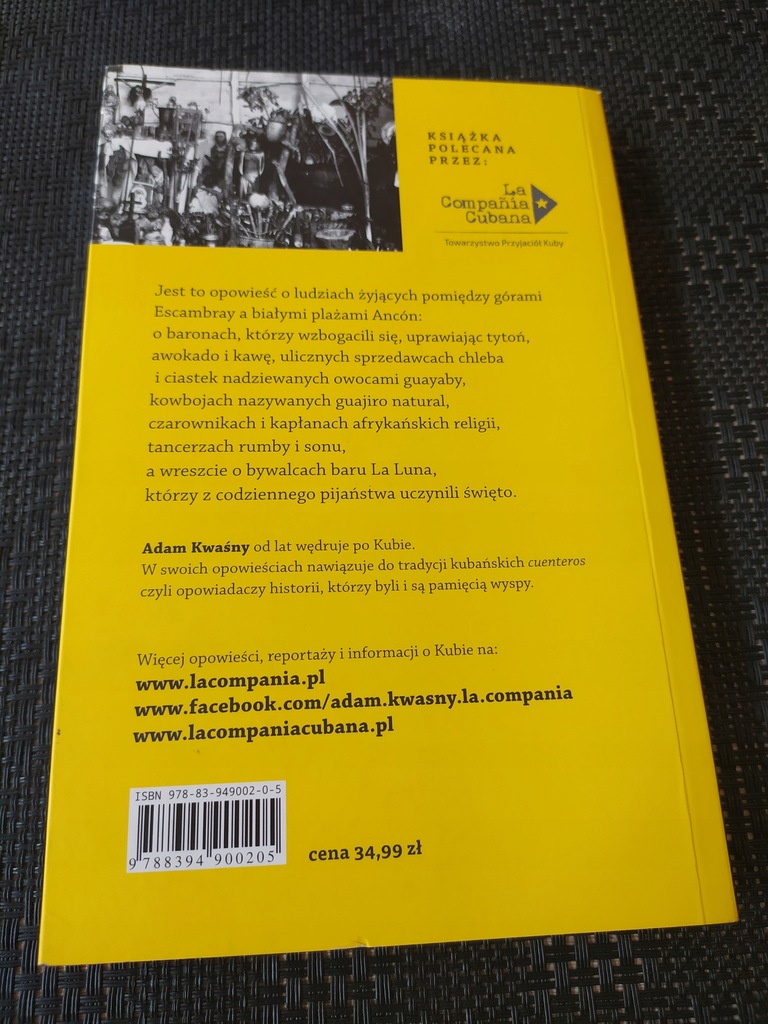 KSIĄŻKA
POLECANA
PRZEZ:
La
Compañia
Cubana
Towarzystwo Przyjaciół Kuby
Jest to opowieść o ludziach żyjących pomiędzy górami
Escambray a białymi plażami Ancón:
o baronach, którzy wzbogacili się, uprawiając tytoń,
awokado i kawę, ulicznych sprzedawcach chleba
i ciastek nadziewanych owocami guayaby,
kowbojach nazywanych guajiro natural,
czarownikach i kapłanach afrykańskich religii,
tancerzach rumby i sonu,
a wreszcie o bywalcach baru La Luna,
którzy z codziennego pijaństwa uczynili święto.
Adam Kwaśny od lat wędruje po Kubie.
W swoich opowieściach nawiązuje do tradycji kubańskich cuenteros
czyli opowiadaczy historii, którzy byli i są pamięcią wyspy.
Więcej opowieści, reportaży i informacji o Kubie na:
www.lacompania.pl
www.facebook.com/adam.kwasny.la.compania
www.lacompaniacubana.pl
ISBN 978-83-949002-0-5
9 788394 900205
cena 34,99 zł